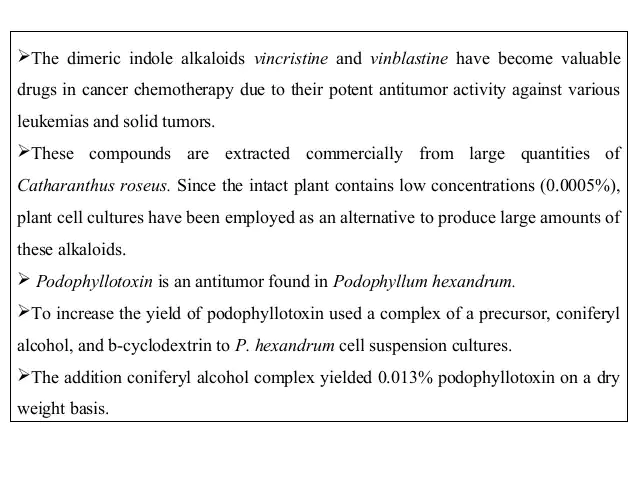 ➢The dimeric indole alkaloids vincristine and vinblastine have become valuable
drugs in cancer chemotherapy due to their potent antitumor activity against various
leukemias and solid tumors.
➢These compounds are extracted commercially from large quantities of
Catharanthus roseus. Since the intact plant contains low concentrations (0.0005%),
plant cell cultures have been employed as an alternative to produce large amounts of
these alkaloids.
➢ Podophyllotoxin is an antitumor found in Podophyllum hexandrum.
➢To increase the yield of podophyllotoxin used a complex of a precursor, coniferyl
alcohol, and b-cyclodextrin to P. hexandrum cell suspension cultures.
➢The addition coniferyl alcohol complex yielded 0.013% podophyllotoxin on a dry
weight basis.